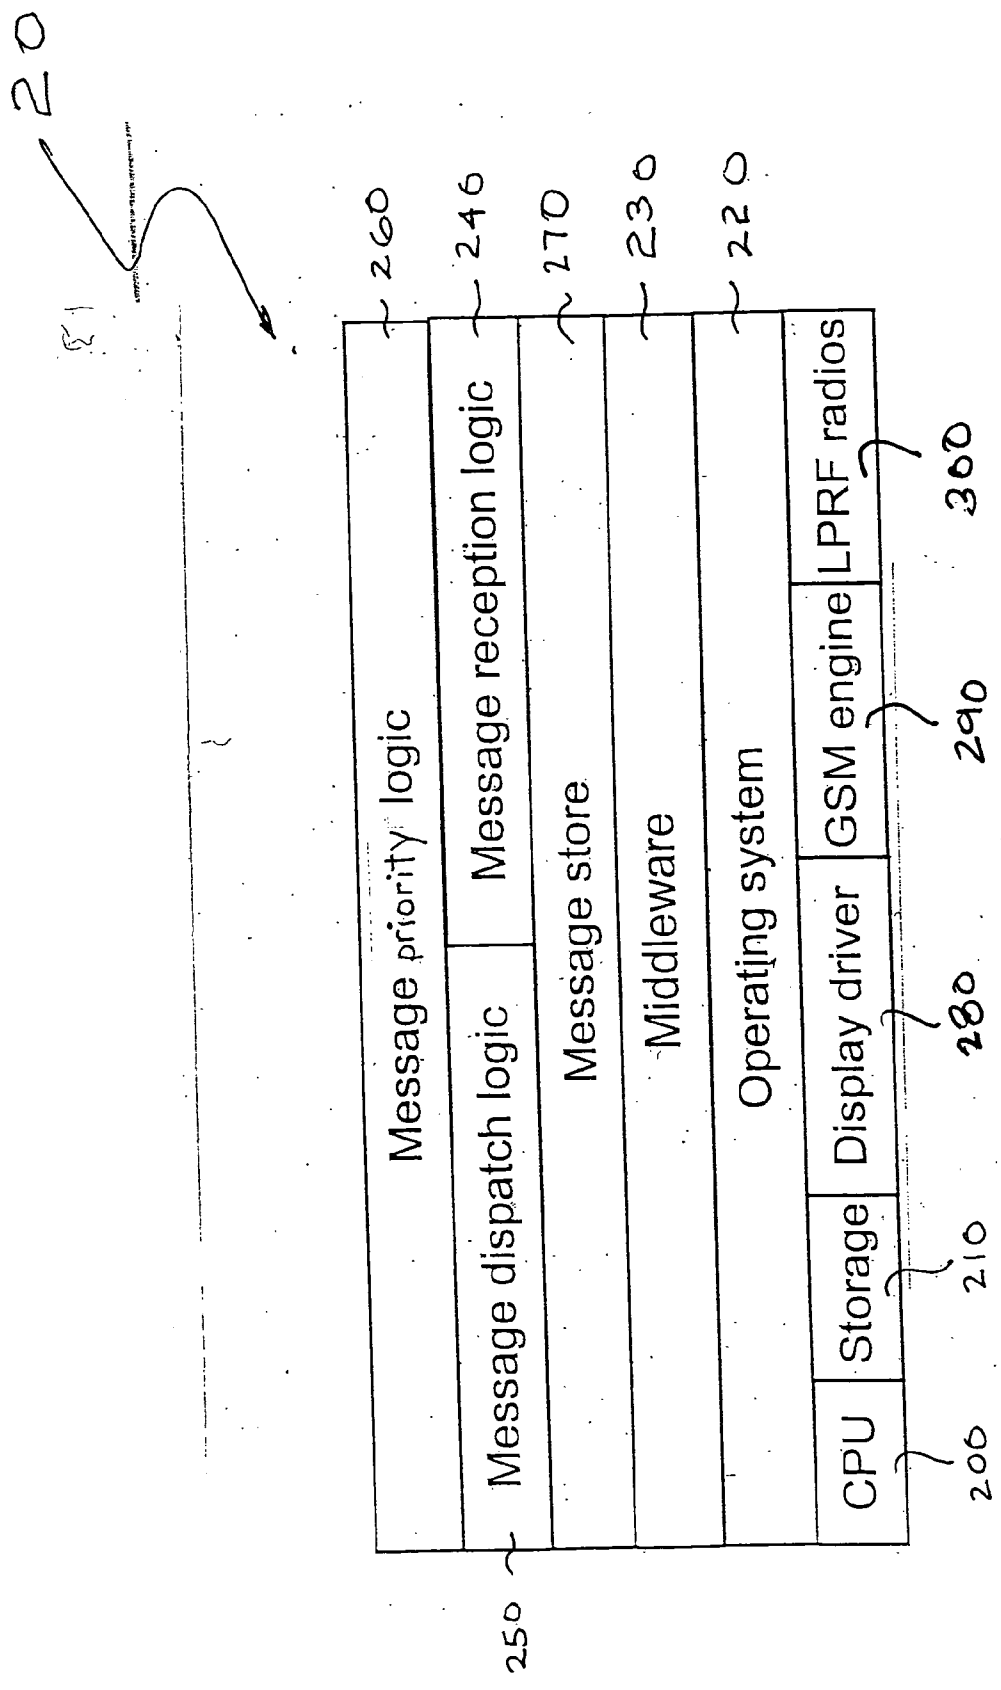 20
Message priority logic
260
250
Message dispatch logic
Message reception logic
240
Message store
270
Middleware
230
Operating system
220
CPU
Storage
Display driver
GSM engine
LPRF radios
200
210
280
290
300